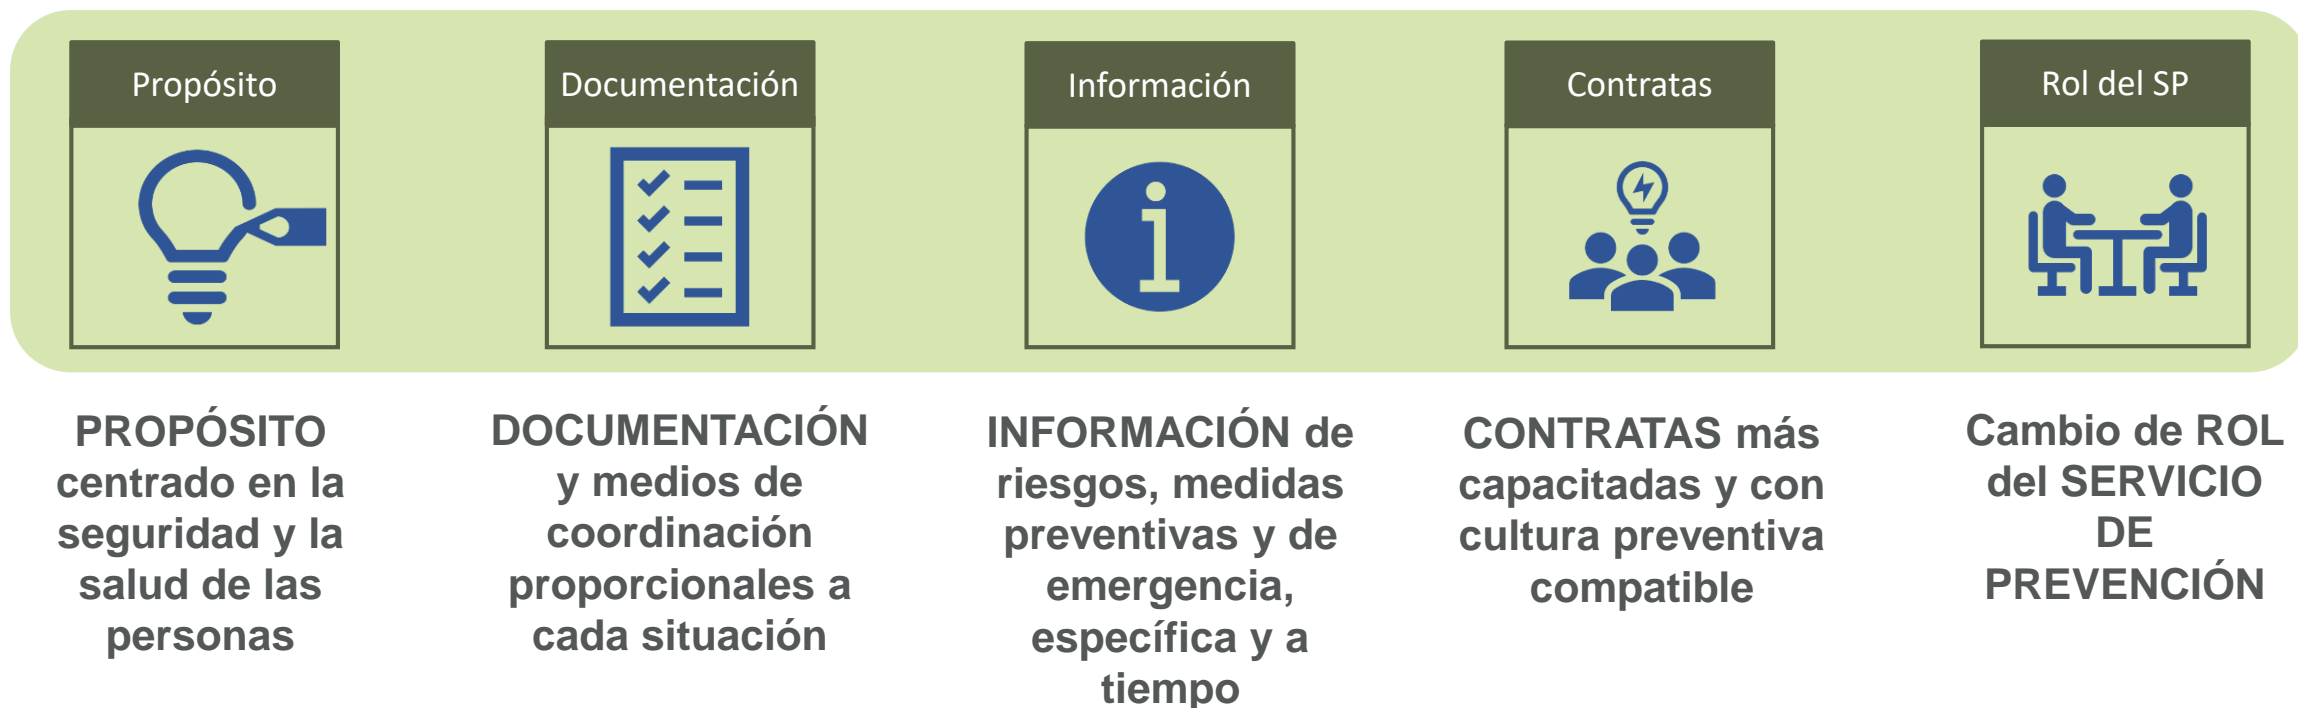 Propósito
Documentación
Información
Contratas
Rol del SP
PROPÓSITO
centrado en la
seguridad y la
salud de las
personas
DOCUMENTACIÓN
y medios de
coordinación
proporcionales a
cada situación
INFORMACIÓN de
riesgos, medidas
preventivas y de
emergencia,
específica y a
tiempo
CONTRATAS más
capacitadas y con
cultura preventiva
compatible
Cambio de ROL
del SERVICIO
DE
PREVENCIÓN